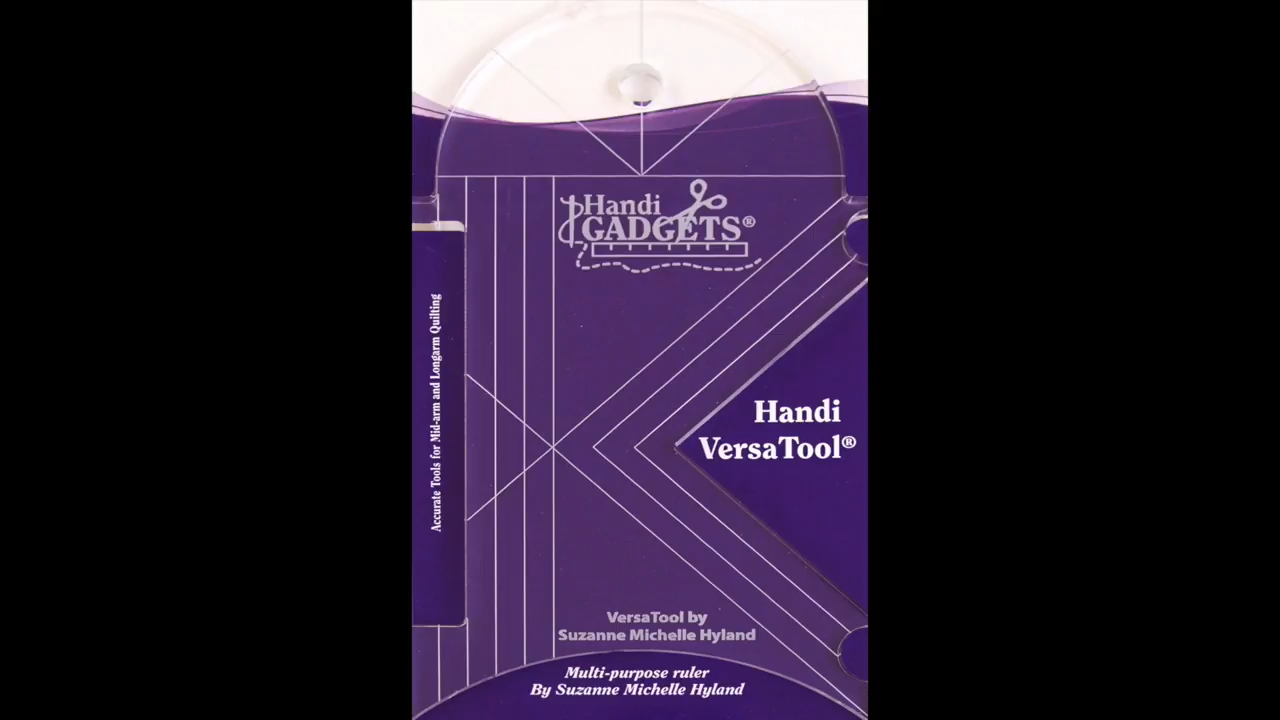 Handi
GADGETS®
Accurate Tools for Mid-arm and Longarm Quilting
Handi
VersaTool®
VersaTool by
Suzanne Michelle Hyland
Multi-purpose ruler
By Suzanne Michelle Hyland